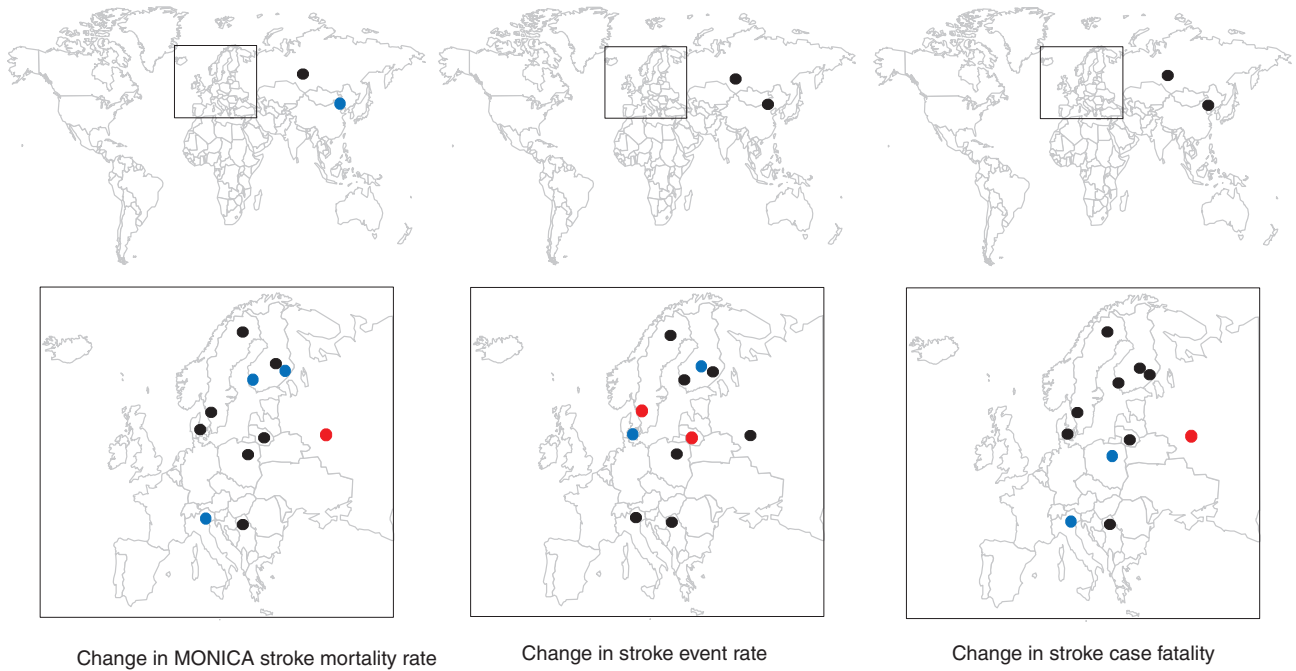 Change in MONICA stroke mortality rate
Change in stroke event rate
Change in stroke case fatality